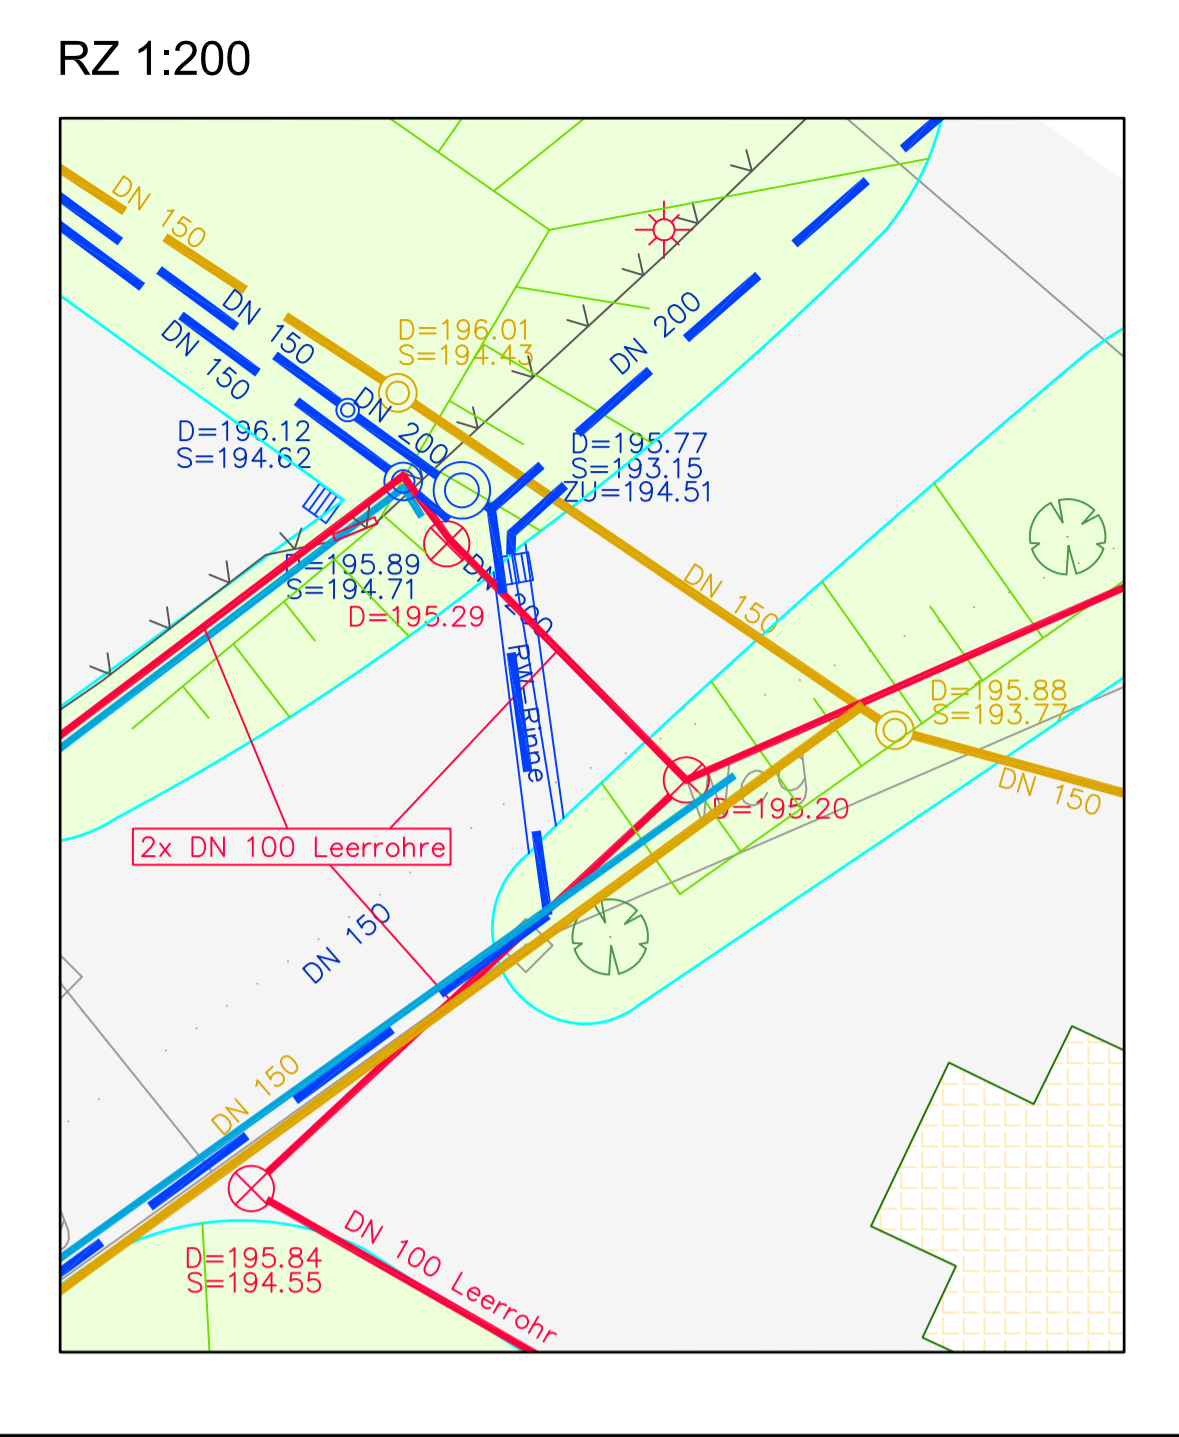 RZ 1:200
DN 150
DN 150
DN 150
DN 200
D=196.01
S=194.43
DN 200
D=196.12
S=194.62
D=195.77
S=193.15
ZU=194.51
D=195.89
S=194.71
D=195.29
DN 200
DN 150
RW-Rinne
D=195.88
S=193.77
Weg
D=195.20
DN 150
2x DN 100 Leerrohre
DN 150
DN 150
D=195.84
S=194.55
DN 100 Leerrohr